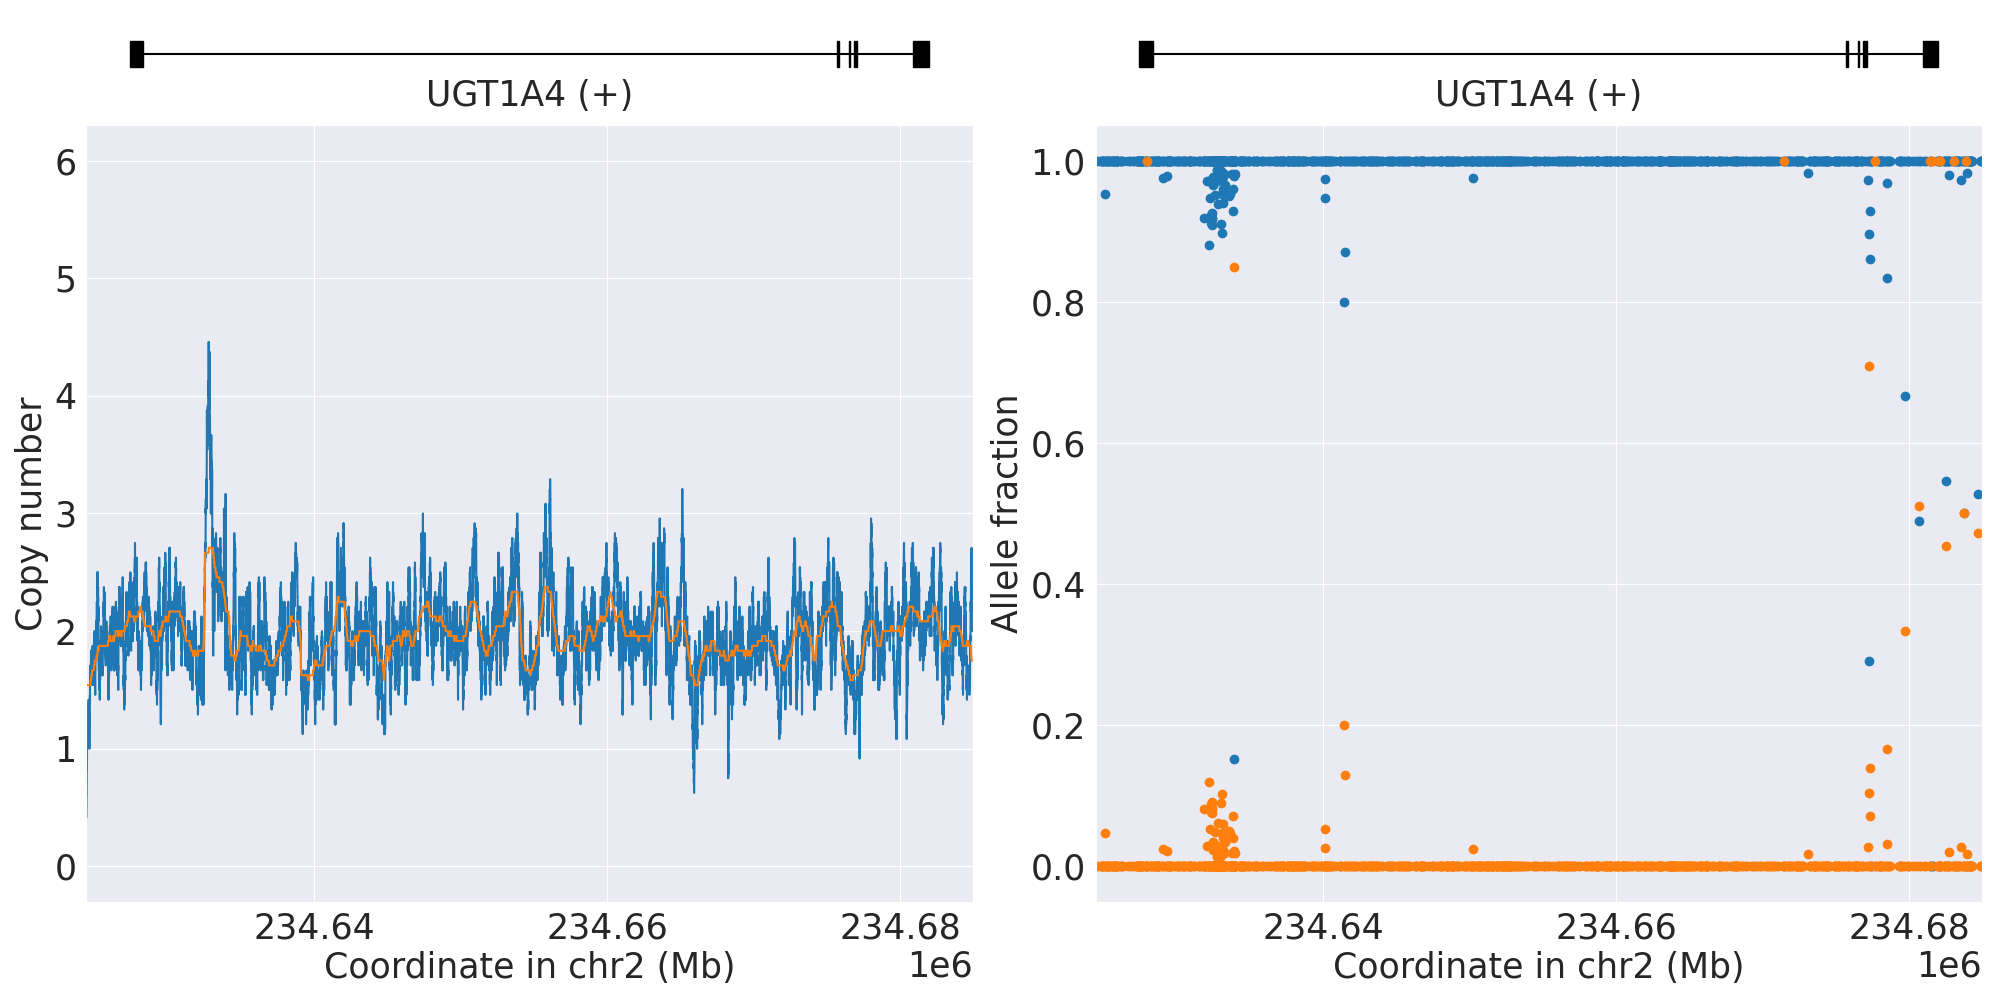 UGT1A4 (+)
6
5
4
3
2
1
0
Copy number
234.64
234.66
234.68
1e6
Coordinate in chr2 (Mb)
UGT1A4 (+)
1.0
0.8
0.6
0.4
0.2
0.0
Allele fraction
234.64
234.66
234.68
1e6
Coordinate in chr2 (Mb)